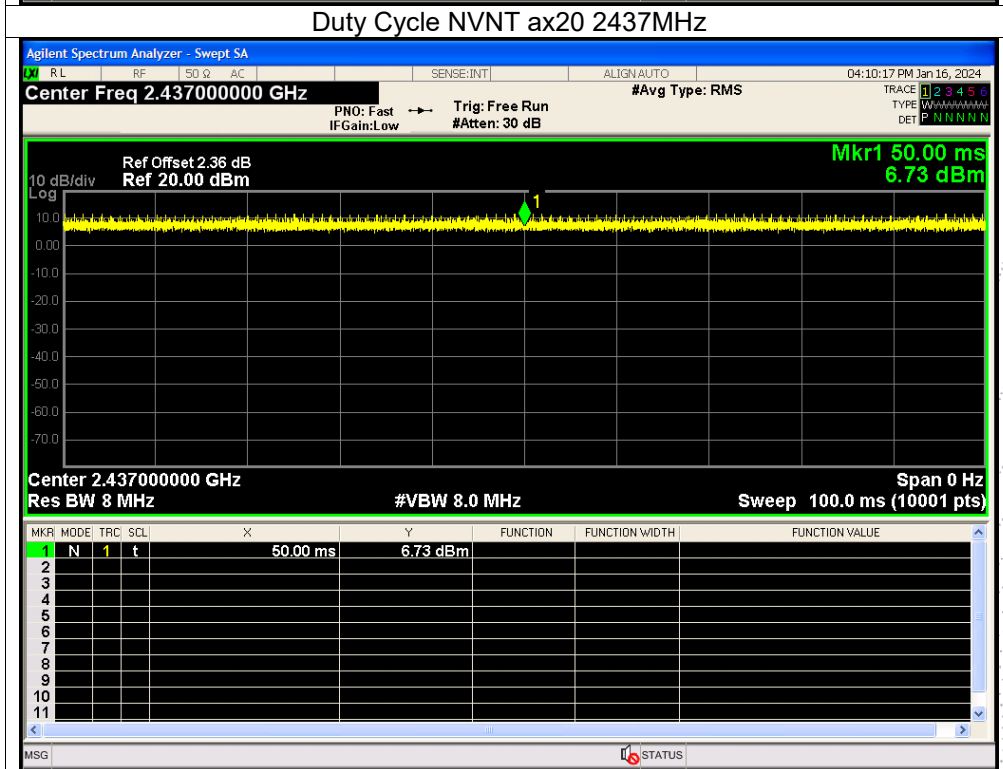 Duty Cycle NVNT ax20 2437MHz
Agilent Spectrum Analyzer - Swept SA
LXI RL RF 50 Ω AC SENSE:INT ALIGN AUTO 04:10:17 PM Jan 16, 2024
Center Freq 2.437000000 GHz #Avg Type: RMS TRACE 1 2 3 4 5 6
PNO: Fast Trig: Free Run TYPE WWWWWW
IFGain:Low #Atten: 30 dB DET P N N N N N
Mkr1 50.00 ms
Ref Offset 2.36 dB
10 dB/div Ref 20.00 dBm 6.73 dBm
Log
1
10.0
0.00
-10.0
-20.0
-30.0
-40.0
-50.0
-60.0
-70.0
Center 2.437000000 GHz Span 0 Hz
Res BW 8 MHz #VBW 8.0 MHz Sweep 100.0 ms (10001 pts)
MKR MODE TRC SCL X Y FUNCTION FUNCTION WIDTH FUNCTION VALUE
1 N 1 t 50.00 ms 6.73 dBm
2
3
4
5
6
7
8
9
10
11
MSG STATUS